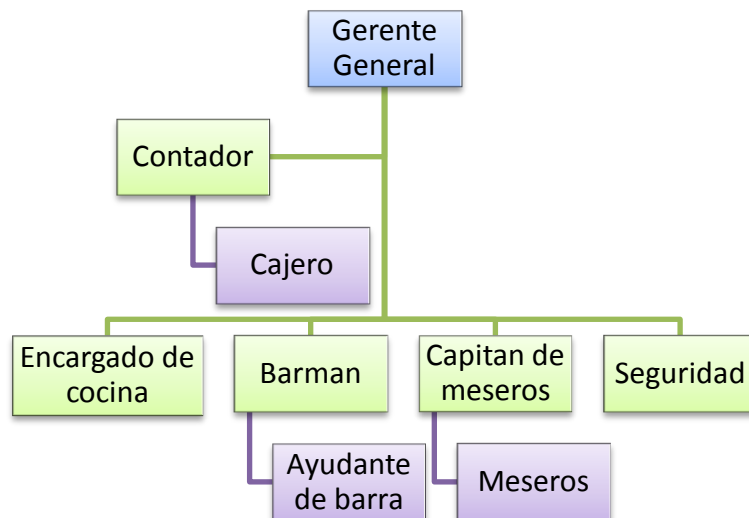 Gerente
General
Contador
Cajero
Encargado de
cocina
Barman
Capitan de
meseros
Seguridad
Ayudante
de barra
Meseros